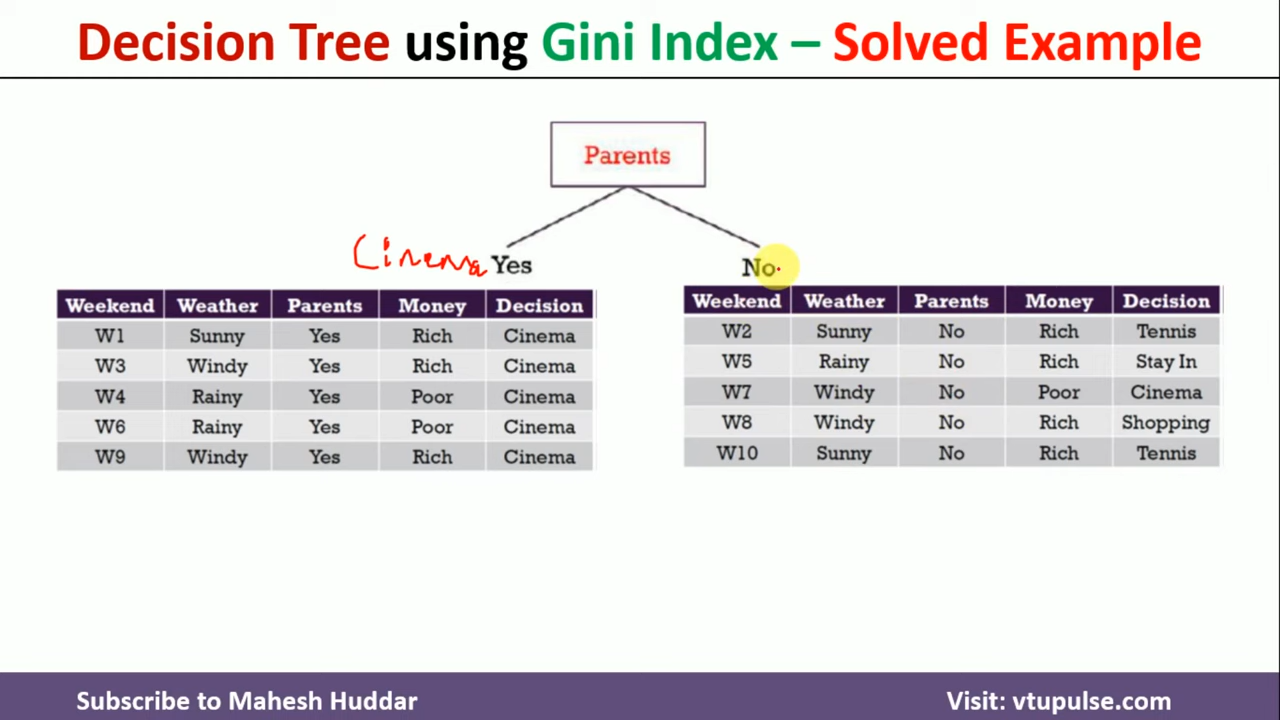 Decision Tree using Gini Index – Solved Example
Parents
Cinema Yes
No
Weekend Weather Parents Money Decision
W1 Sunny Yes Rich Cinema
W3 Windy Yes Rich Cinema
W4 Rainy Yes Poor Cinema
W6 Rainy Yes Poor Cinema
W9 Windy Yes Rich Cinema
Weekend Weather Parents Money Decision
W2 Sunny No Rich Tennis
W5 Rainy No Rich Stay In
W7 Windy No Poor Cinema
W8 Windy No Rich Shopping
W10 Sunny No Rich Tennis
Subscribe to Mahesh Huddar
Visit: vtupulse.com